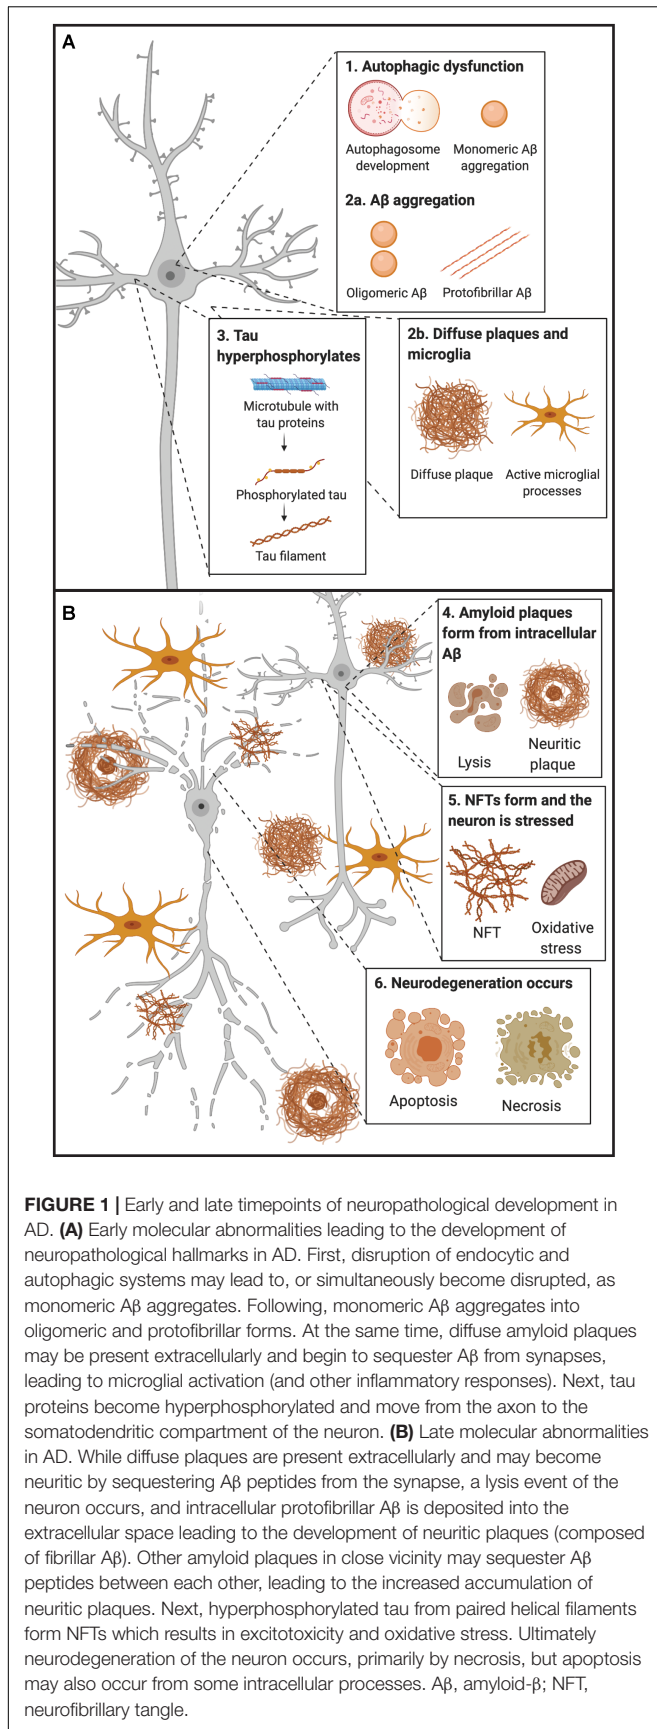 A
1. Autophagic dysfunction
Autophagosome
development
Monomeric Aβ
aggregation
2a. Aβ aggregation
Oligomeric Aβ
Protofibrillar Aβ
3. Tau
hyperphosphorylates
Microtubule with
tau proteins
Phosphorylated tau
Tau filament
2b. Diffuse plaques and
microglia
Diffuse plaque
Active microglial
processes
B
4. Amyloid plaques
form from intracellular
Aβ
Lysis
Neuritic
plaque
5. NFTs form and the
neuron is stressed
NFT
Oxidative
stress
6. Neurodegeneration occurs
Apoptosis
Necrosis
FIGURE 1 | Early and late timepoints of neuropathological development in
AD. (A) Early molecular abnormalities leading to the development of
neuropathological hallmarks in AD. First, disruption of endocytic and
autophagic systems may lead to, or simultaneously become disrupted, as
monomeric Aβ aggregates. Following, monomeric Aβ aggregates into
oligomeric and protofibrillar forms. At the same time, diffuse amyloid plaques
may be present extracellularly and begin to sequester Aβ from synapses,
leading to microglial activation (and other inflammatory responses). Next, tau
proteins become hyperphosphorylated and move from the axon to the
somatodendritic compartment of the neuron. (B) Late molecular abnormalities
in AD. While diffuse plaques are present extracellularly and may become
neuritic by sequestering Aβ peptides from the synapse, a lysis event of the
neuron occurs, and intracellular protofibrillar Aβ is deposited into the
extracellular space leading to the development of neuritic plaques (composed
of fibrillar Aβ). Other amyloid plaques in close vicinity may sequester Aβ
peptides between each other, leading to the increased accumulation of
neuritic plaques. Next, hyperphosphorylated tau from paired helical filaments
form NFTs which results in excitotoxicity and oxidative stress. Ultimately
neurodegeneration of the neuron occurs, primarily by necrosis, but apoptosis
may also occur from some intracellular processes. Aβ, amyloid-β; NFT,
neurofibrillary tangle.